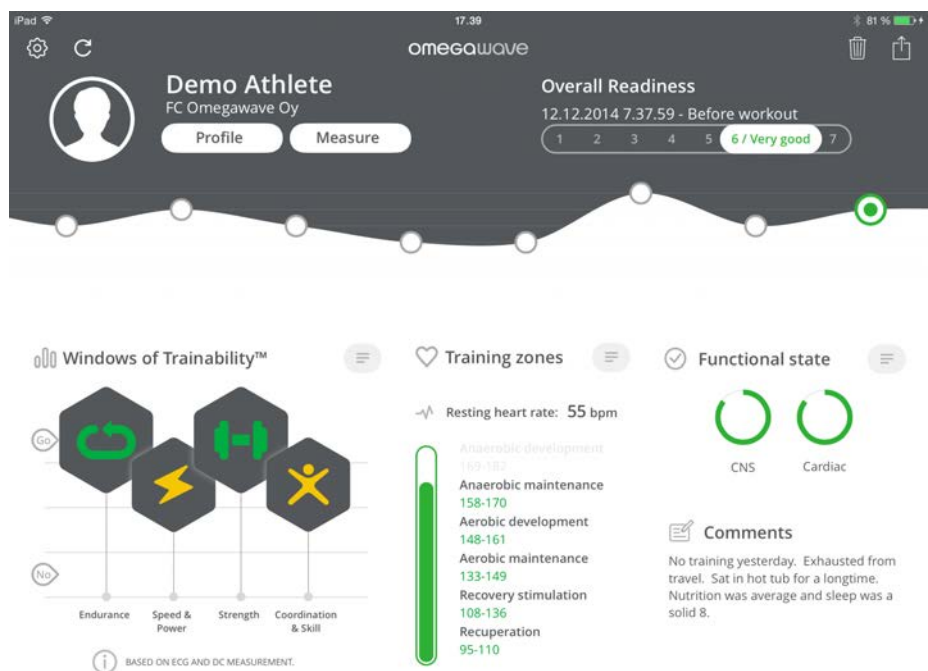 iPad
17.39
81 %
omegawave
Demo Athlete
FC Omegawave Oy
Profile
Measure
Overall Readiness
12.12.2014 7.37.59 - Before workout
1 2 3 4 5 6 / Very good 7
Windows of Trainability™
Go
No
Endurance
Speed &
Power
Strength
Coordination
& Skill
BASED ON ECG AND DC MEASUREMENT.
Training zones
Resting heart rate: 55 bpm
Anaerobic development
169-182
Anaerobic maintenance
158-170
Aerobic development
148-161
Aerobic maintenance
133-149
Recovery stimulation
108-136
Recuperation
95-110
Functional state
CNS
Cardiac
Comments
No training yesterday. Exhausted from
travel. Sat in hot tub for a longtime.
Nutrition was average and sleep was a
solid 8.